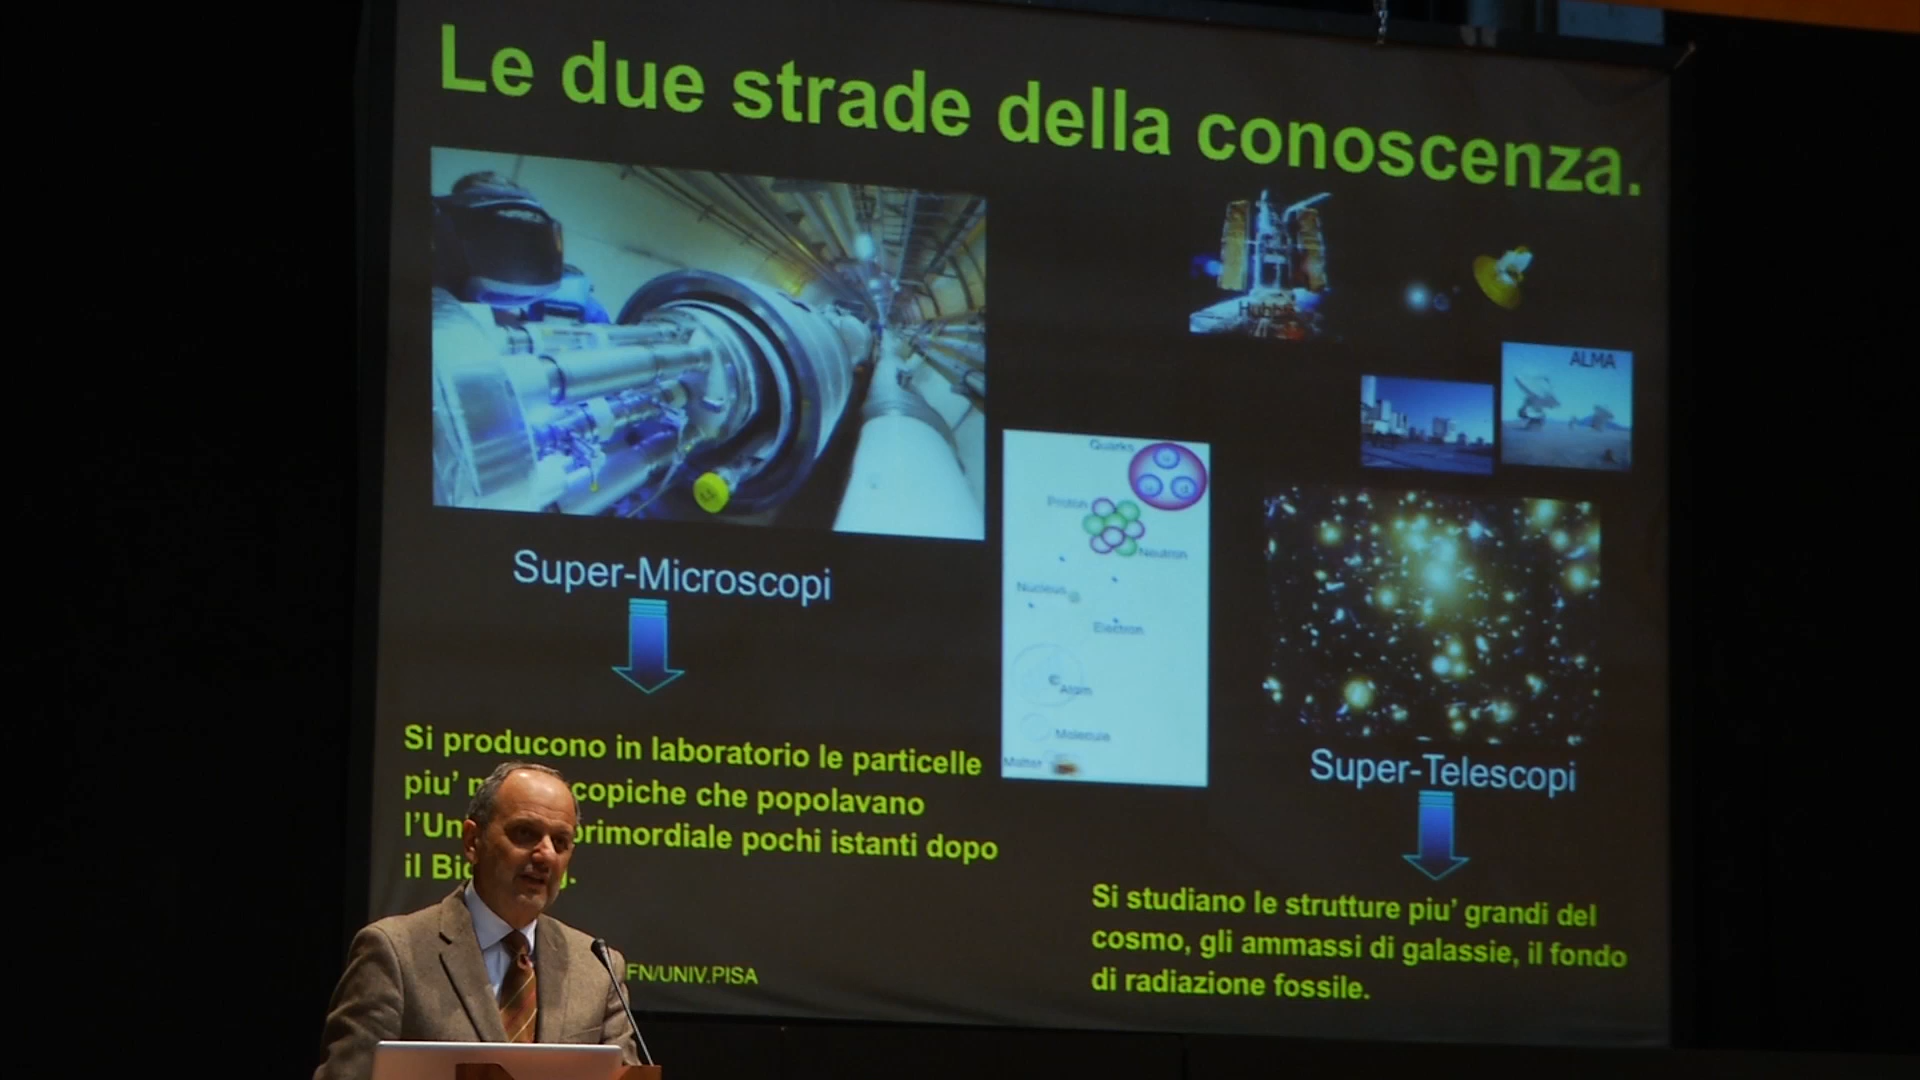 Le due strade della conoscenza.
Hubble
ALMA
Quarks
Proton
Neutron
Nucleus
Electron
Atom
Molecule
Matter
Super-Microscopi
Super-Telescopi
Si producono in laboratorio le particelle
piu' copiche che popolavano
l'Un primordiale pochi istanti dopo
il
Si studiano le strutture piu' grandi del
cosmo, gli ammassi di galassie, il fondo
di radiazione fossile.
FN/UNIV.PISA